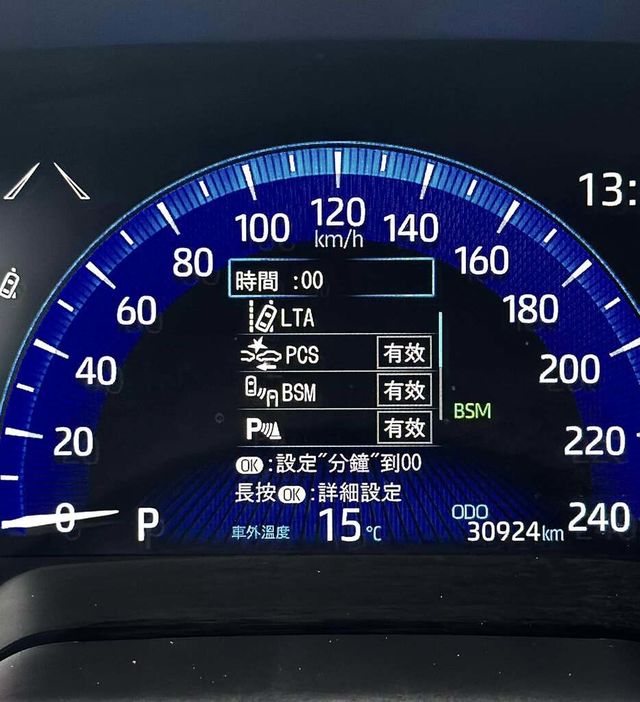 13:
120
100
140
km/h
80
160
時間 :00
60
180
LTA
PCS 有效
40
200
BSM 有效
BSM
P 有效
20
220
OK:設定"分鐘"到00
長按OK:詳細設定
0
P
車外溫度 15℃
ODO
30924km
240